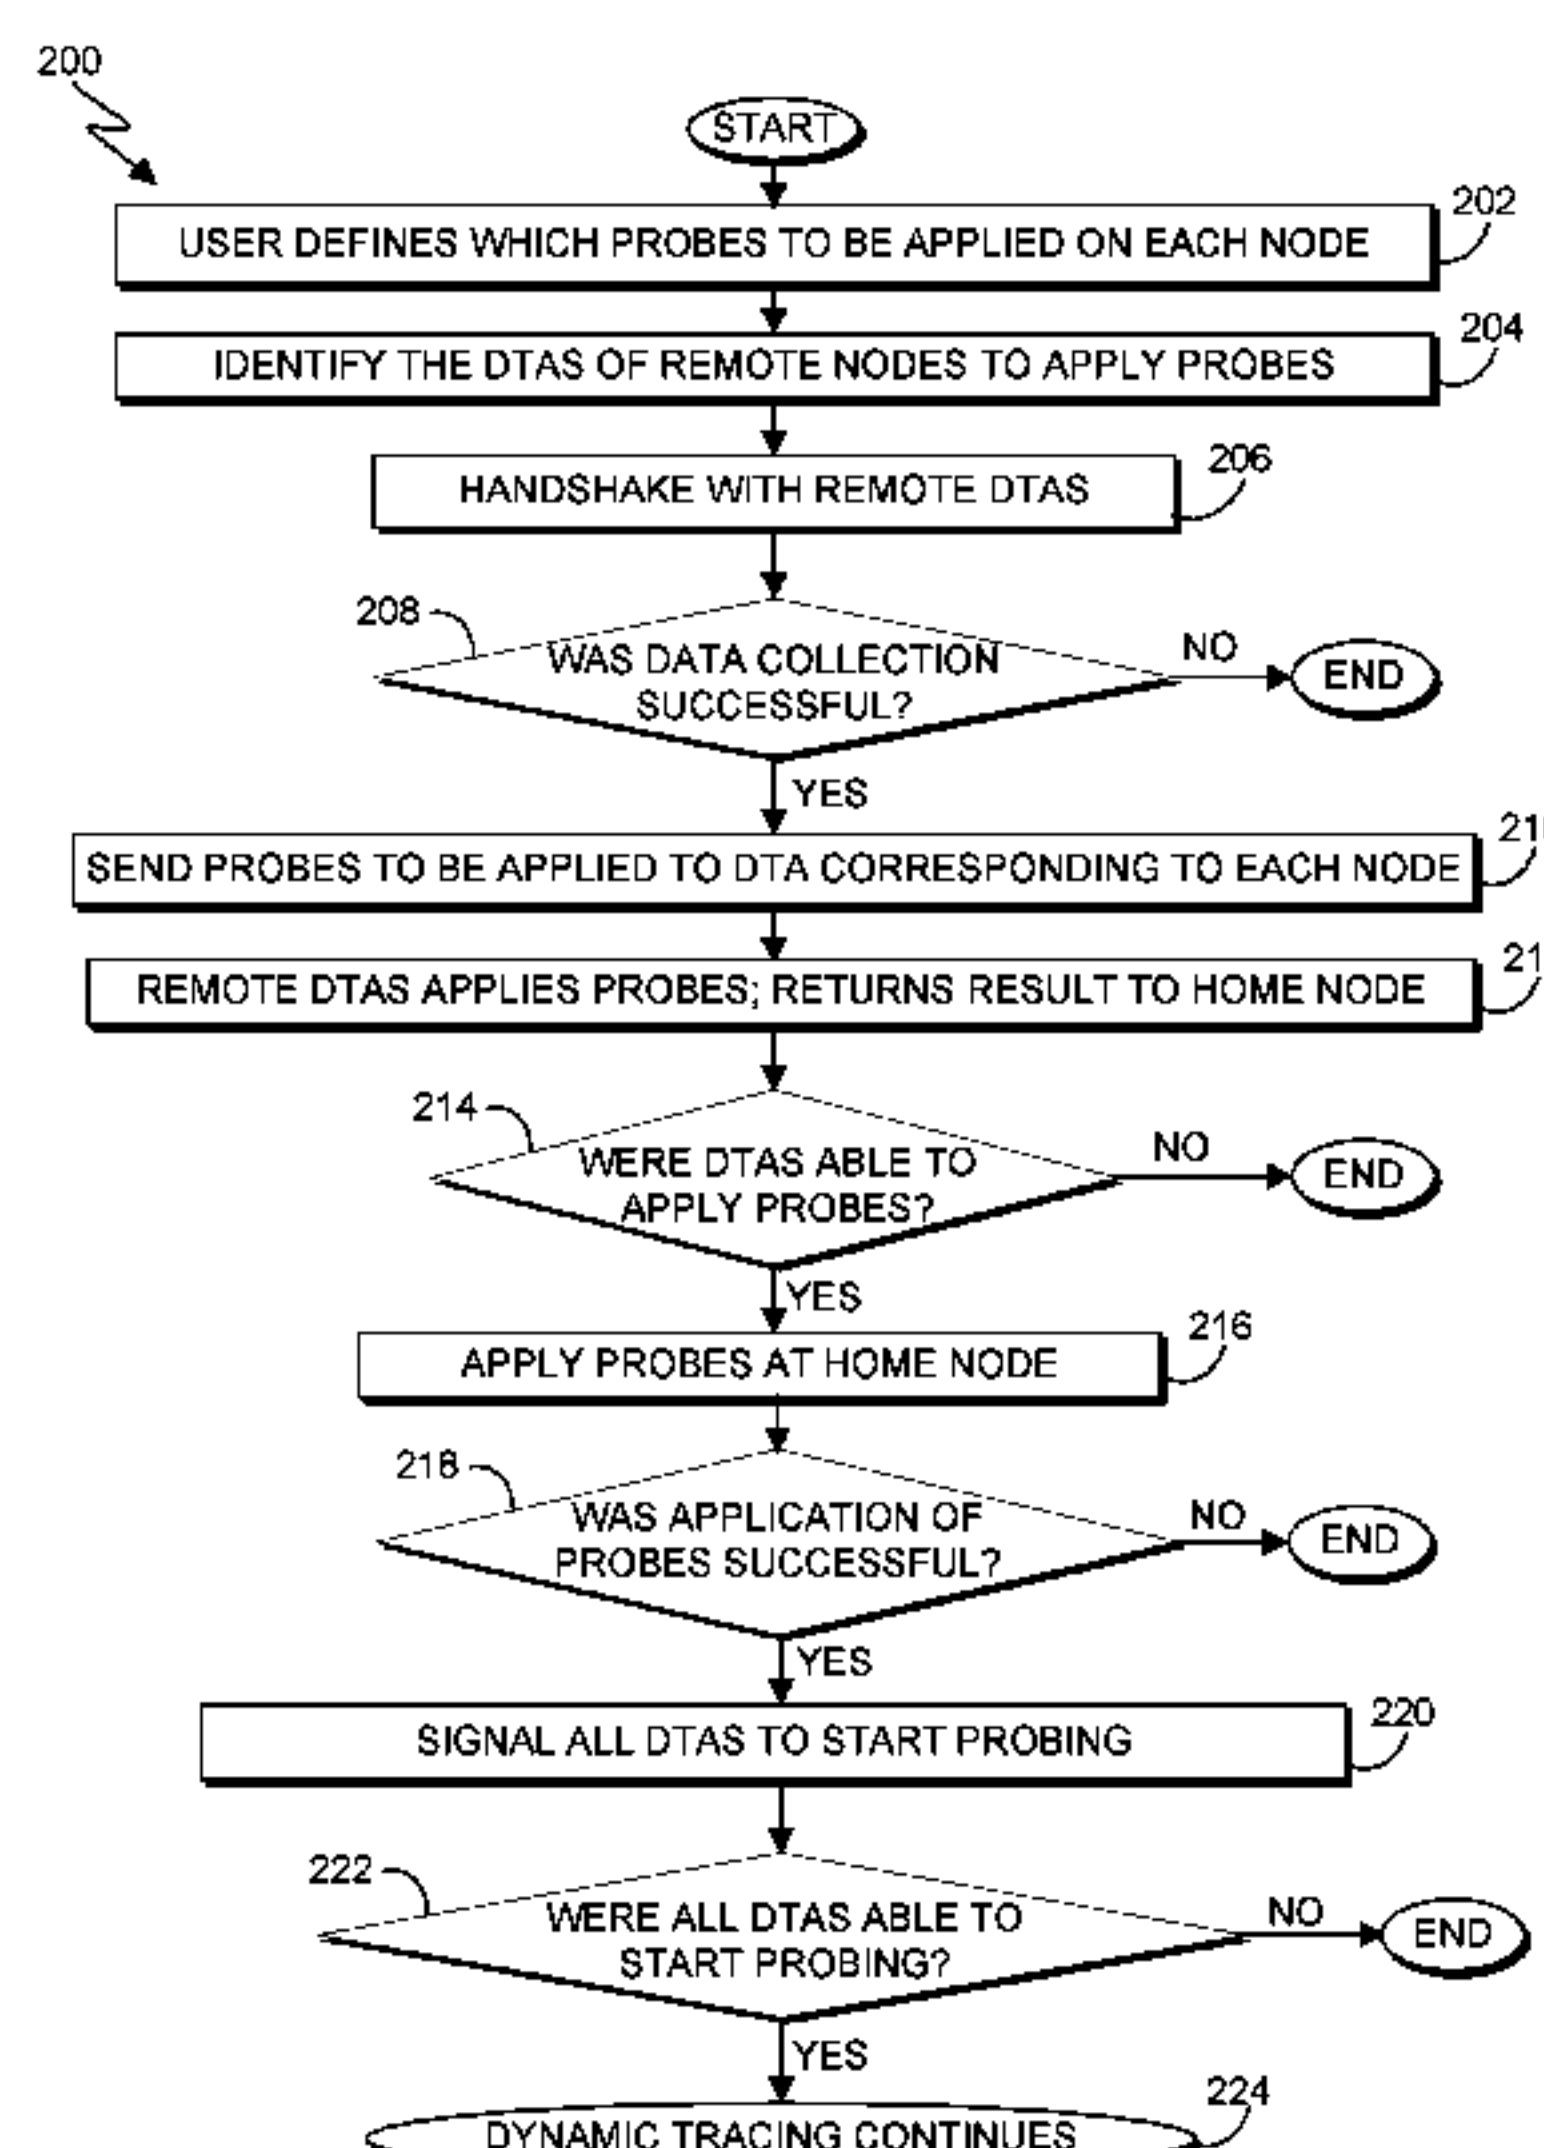 200
START
202
USER DEFINES WHICH PROBES TO BE APPLIED ON EACH NODE
204
IDENTIFY THE DTAS OF REMOTE NODES TO APPLY PROBES
206
HANDSHAKE WITH REMOTE DTAS
208
WAS DATA COLLECTION
SUCCESSFUL?
NO
END
YES
SEND PROBES TO BE APPLIED TO DTA CORRESPONDING TO EACH NODE
REMOTE DTAS APPLIES PROBES; RETURNS RESULT TO HOME NODE
214
WERE DTAS ABLE TO
APPLY PROBES?
NO
END
YES
216
APPLY PROBES AT HOME NODE
218
WAS APPLICATION OF
PROBES SUCCESSFUL?
NO
END
YES
220
SIGNAL ALL DTAS TO START PROBING
222
WERE ALL DTAS ABLE TO
START PROBING?
NO
END
YES
224
DYNAMIC TRACING CONTINUES